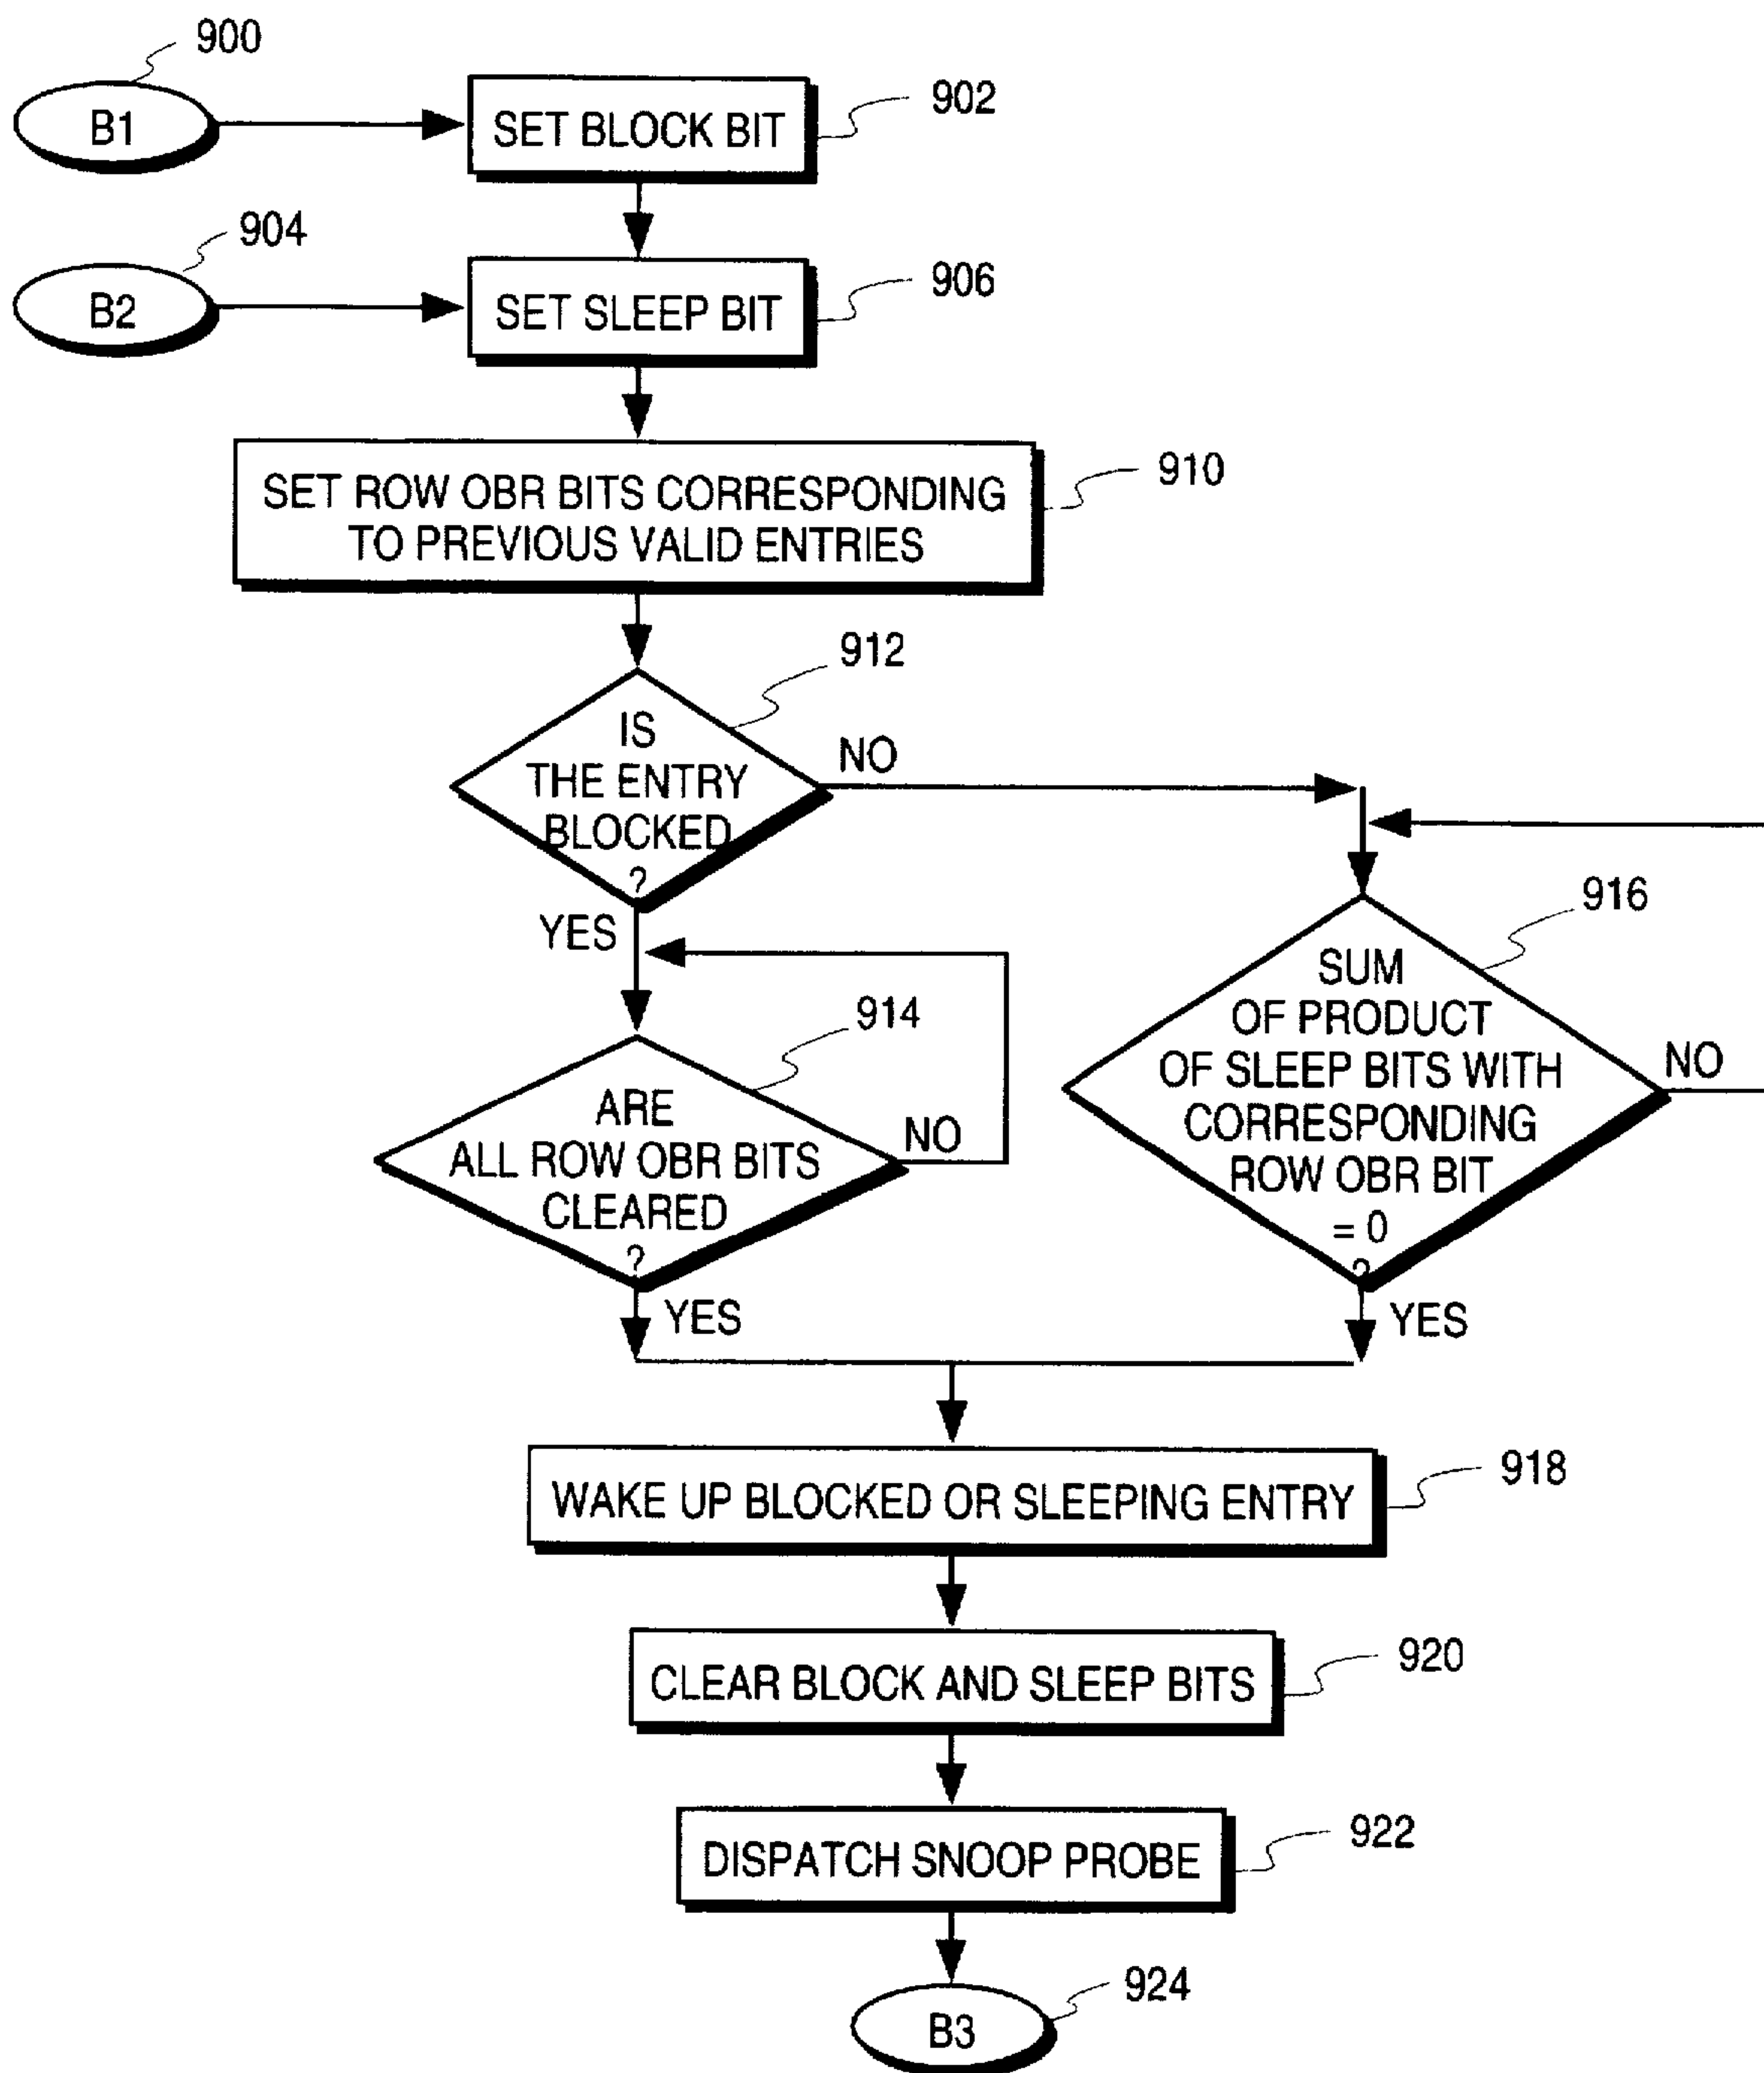 900
B1
SET BLOCK BIT
902
904
B2
SET SLEEP BIT
906
SET ROW OBR BITS CORRESPONDING
TO PREVIOUS VALID ENTRIES
910
912
IS
THE ENTRY
BLOCKED
?
NO
YES
914
ARE
ALL ROW OBR BITS
CLEARED
?
NO
YES
916
SUM
OF PRODUCT
OF SLEEP BITS WITH
CORRESPONDING
ROW OBR BIT
= 0
?
NO
YES
WAKE UP BLOCKED OR SLEEPING ENTRY
918
CLEAR BLOCK AND SLEEP BITS
920
DISPATCH SNOOP PROBE
922
924
B3